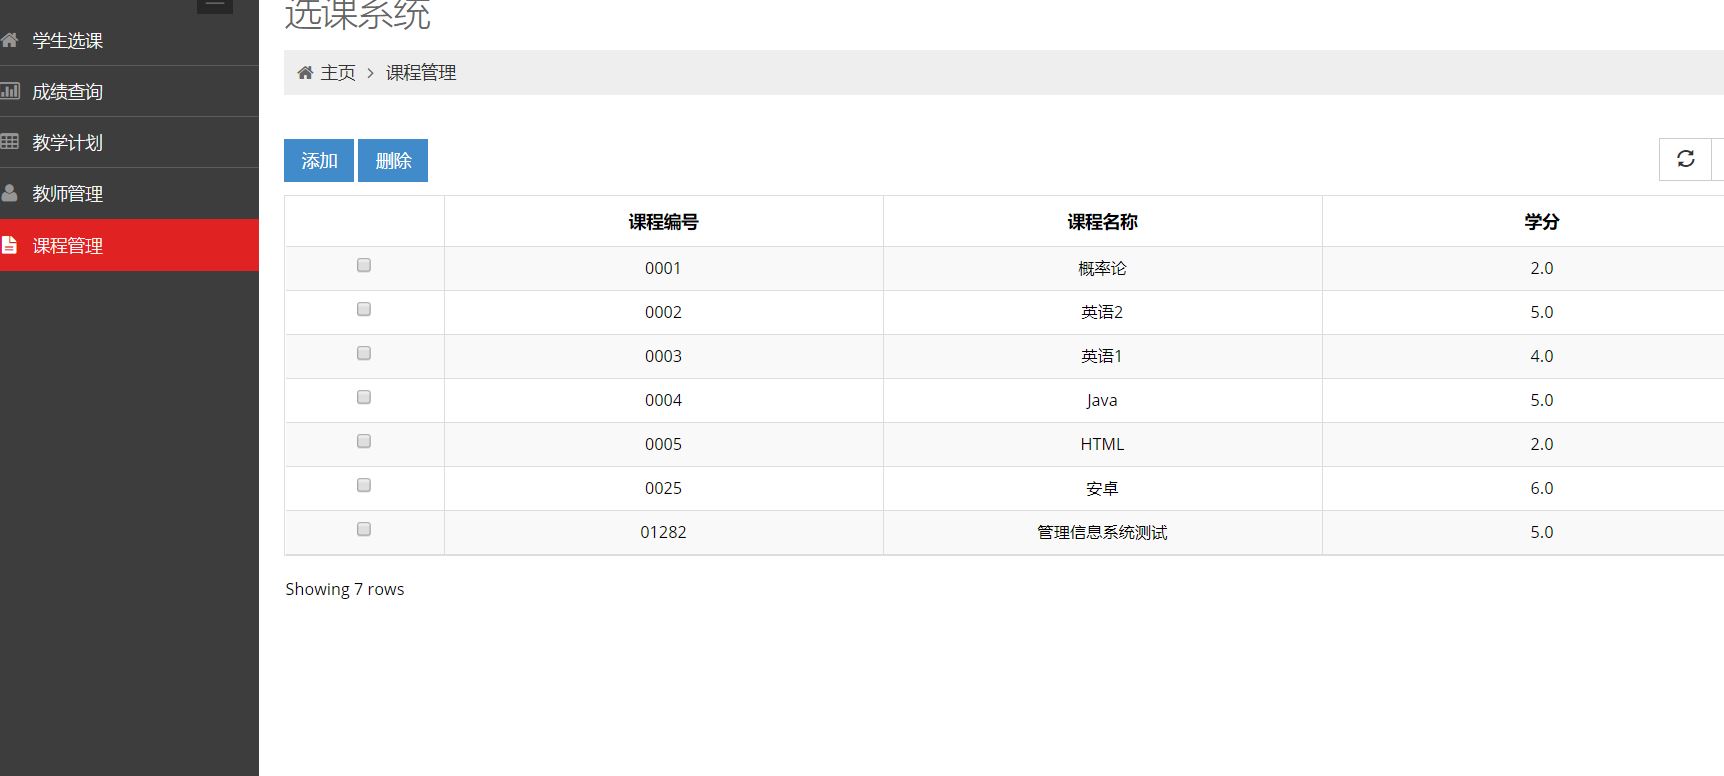 选课系统
学生选课
成绩查询
教学计划
教师管理
课程管理
主页 > 课程管理
添加 删除
课程编号 课程名称 学分
0001 概率论 2.0
0002 英语2 5.0
0003 英语1 4.0
0004 Java 5.0
0005 HTML 2.0
0025 安卓 6.0
01282 管理信息系统测试 5.0
Showing 7 rows